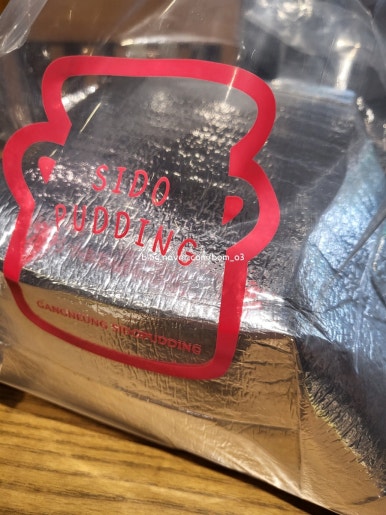 SIDO
PUDDING
blog.naver.com/bom_o3
GANGNEUNG SIDOPUDDING